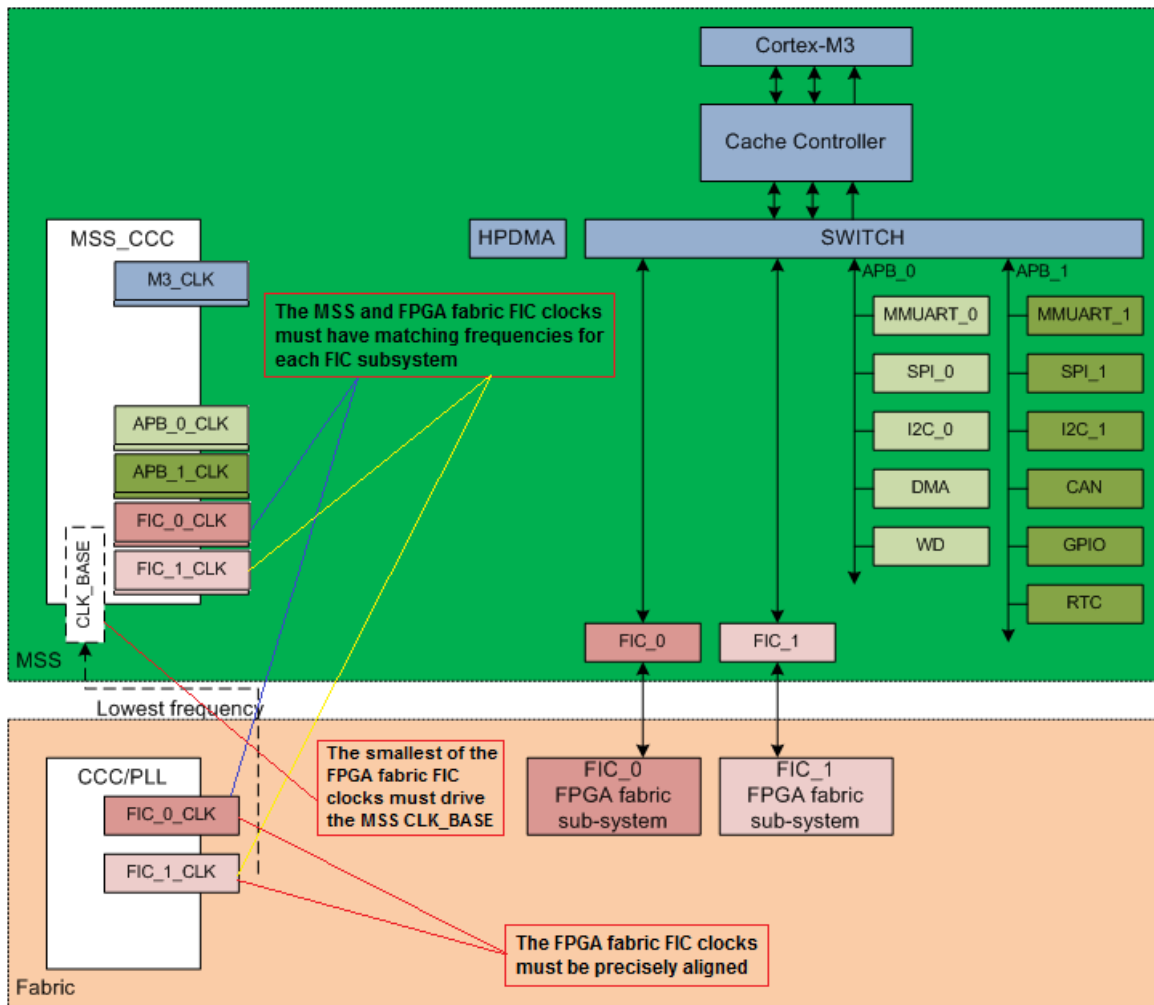 Cortex-M3
Cache Controller
MSS_CCC
HPDMA
SWITCH
M3_CLK
APB_0
APB_1
The MSS and FPGA fabric FIC clocks
must have matching frequencies for
each FIC subsystem
MMUART_0
MMUART_1
SPI_0
SPI_1
APB_0_CLK
I2C_0
I2C_1
APB_1_CLK
DMA
CAN
FIC_0_CLK
WD
GPIO
FIC_1_CLK
CLK_BASE
RTC
FIC_0
FIC_1
MSS
Lowest frequency
The smallest of the
FPGA fabric FIC
clocks must drive
the MSS CLK_BASE
CCC/PLL
FIC_0_CLK
FIC_1_CLK
FIC_0
FPGA fabric
sub-system
FIC_1
FPGA fabric
sub-system
The FPGA fabric FIC clocks
must be precisely aligned
Fabric